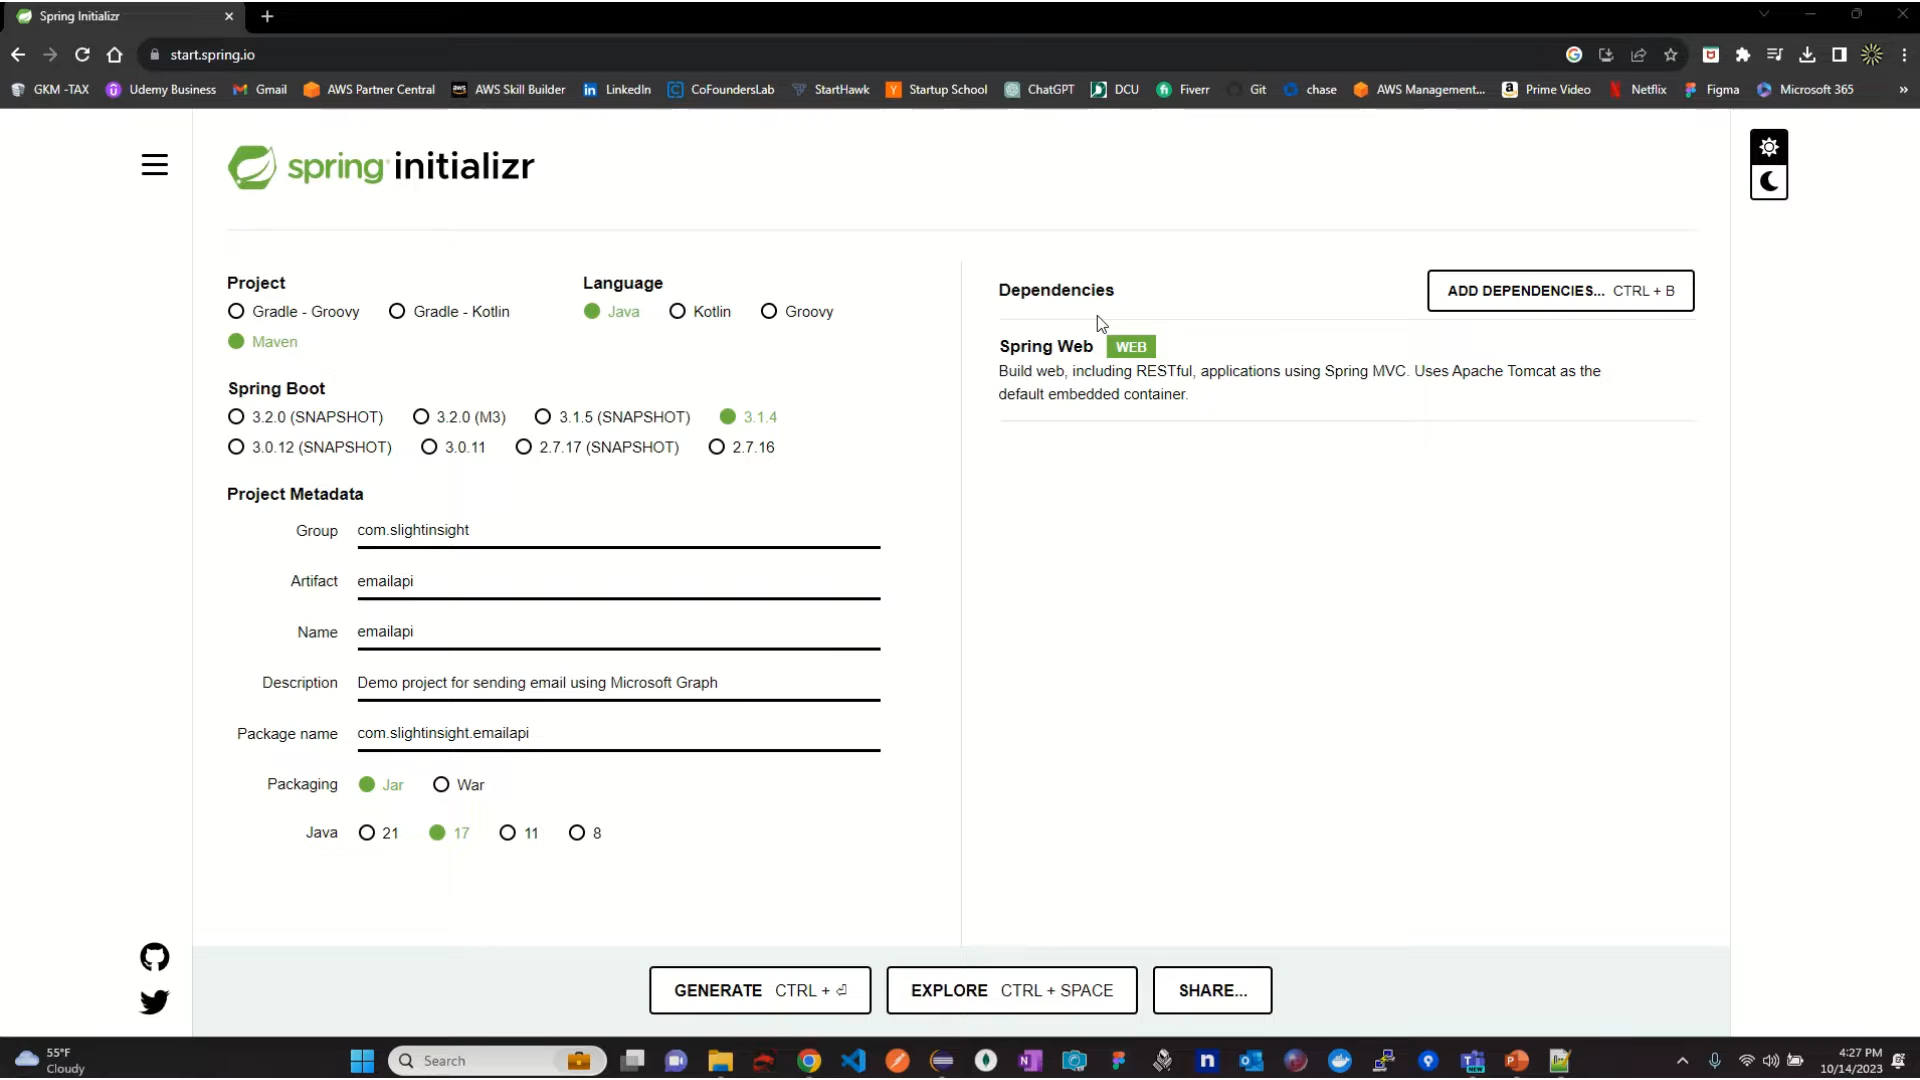 Spring Initializr
start.spring.io
GKM -TAX Udemy Business Gmail AWS Partner Central AWS Skill Builder LinkedIn CoFoundersLab StartHawk Startup School ChatGPT DCU Fiverr Git chase AWS Management... Prime Video Netflix Figma Microsoft 365 »
spring initializr
Project
Gradle - Groovy Gradle - Kotlin
Maven
Language
Java Kotlin Groovy
Spring Boot
3.2.0 (SNAPSHOT) 3.2.0 (M3) 3.1.5 (SNAPSHOT) 3.1.4
3.0.12 (SNAPSHOT) 3.0.11 2.7.17 (SNAPSHOT) 2.7.16
Project Metadata
Group com.slightinsight
Artifact emailapi
Name emailapi
Description Demo project for sending email using Microsoft Graph
Package name com.slightinsight.emailapi
Packaging Jar War
Java 21 17 11 8
Dependencies
ADD DEPENDENCIES... CTRL + B
Spring Web WEB
Build web, including RESTful, applications using Spring MVC. Uses Apache Tomcat as the
default embedded container.
GENERATE CTRL + ⏎
EXPLORE CTRL + SPACE
SHARE...
55°F
Cloudy
Search
4:27 PM
10/14/2023